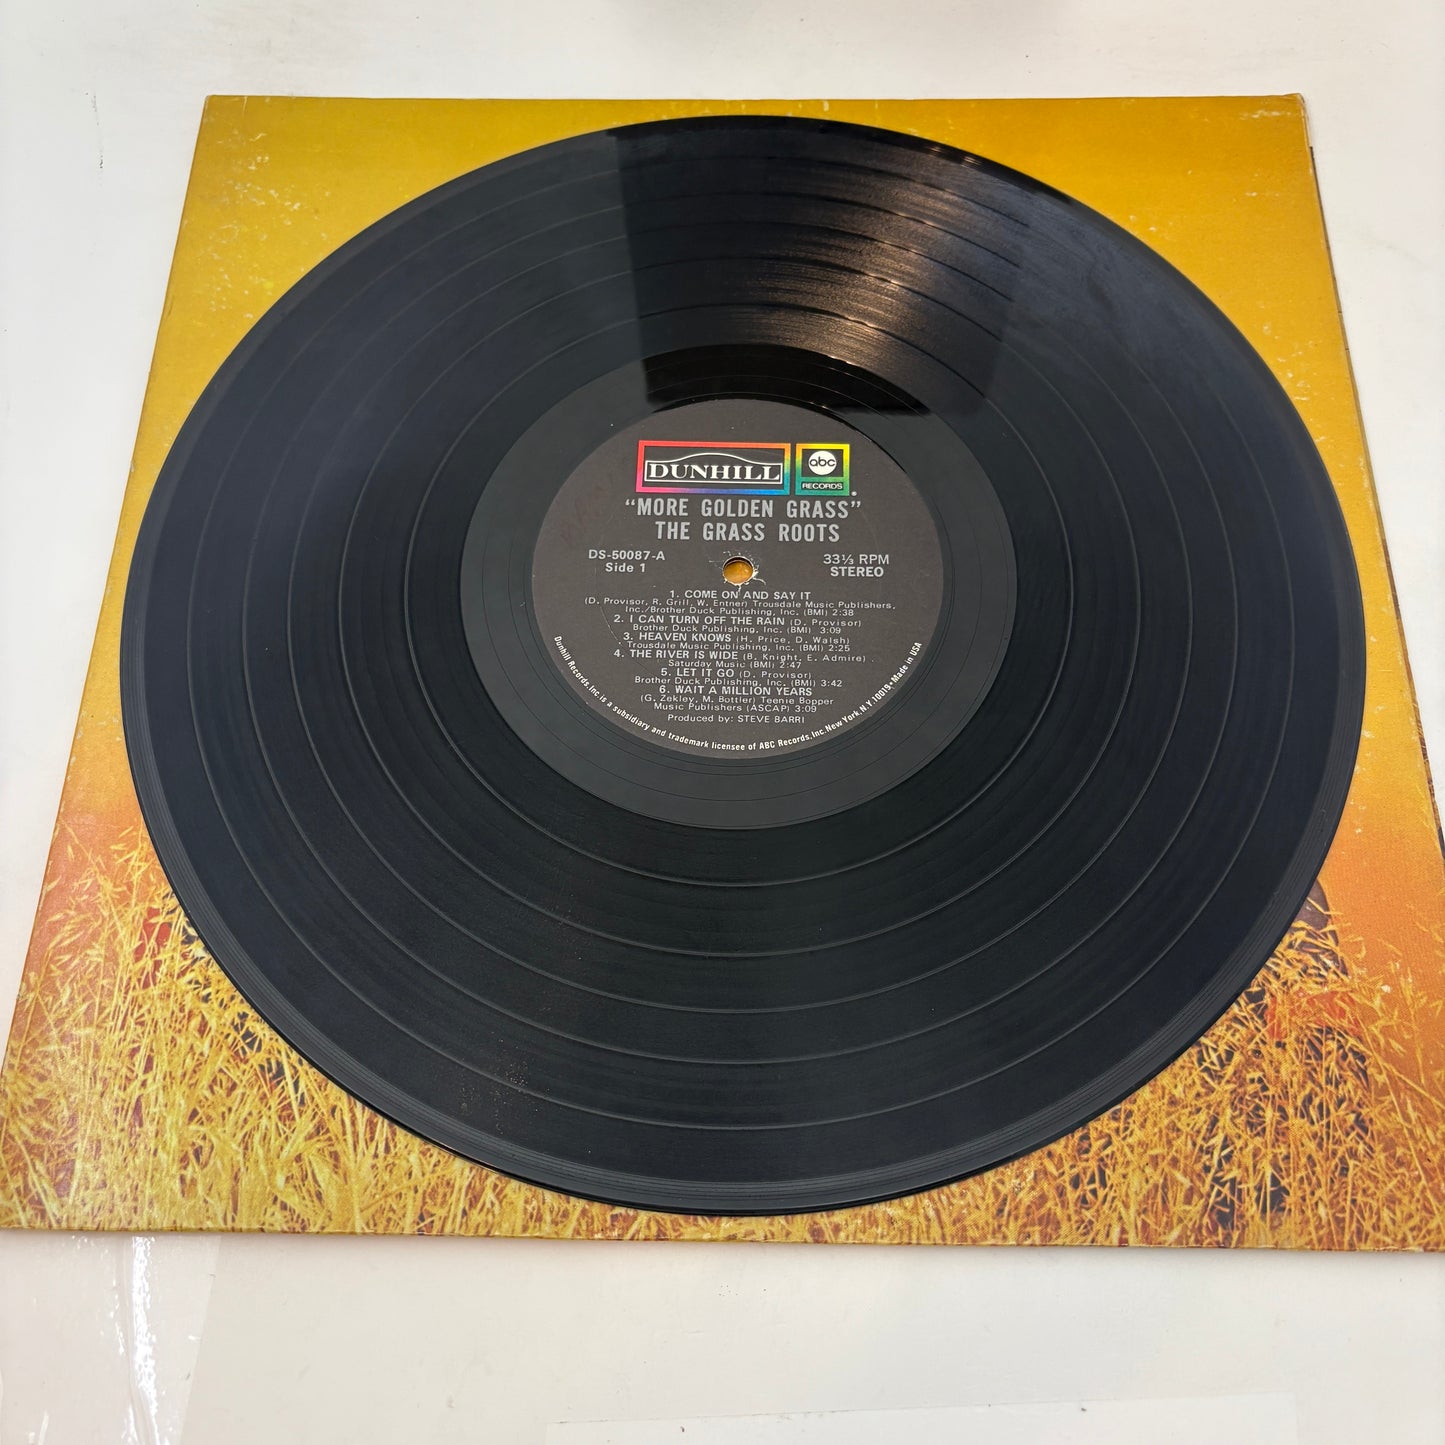 DUNHILL
abc
RECORDS
®
"MORE GOLDEN GRASS"
THE GRASS ROOTS
DS-50087-A
Side 1
33⅓ RPM
STEREO
1. COME ON AND SAY IT
(D. Provisor, R. Grill, W. Entner) Trousdale Music Publishers,
Inc./Brother Duck Publishing, Inc. (BMI) 2:38
2. I CAN TURN OFF THE RAIN (D. Provisor)
Brother Duck Publishing, Inc. (BMI) 3:09
3. HEAVEN KNOWS (H. Price, D. Walsh)
Trousdale Music Publishing, Inc. (BMI) 2:25
4. THE RIVER IS WIDE (B. Knight, E. Admire)
Saturday Music (BMI) 2:47
5. LET IT GO (D. Provisor)
Brother Duck Publishing, Inc. (BMI) 3:42
6. WAIT A MILLION YEARS
(G. Zekley, M. Bottler) Teenie Bopper
Music Publishers (ASCAP) 3:09
Produced by: STEVE BARRI
Dunhill Records, Inc. is a subsidiary and trademark licensee of ABC Records, Inc. New York, N.Y. 10019 • Made in USA